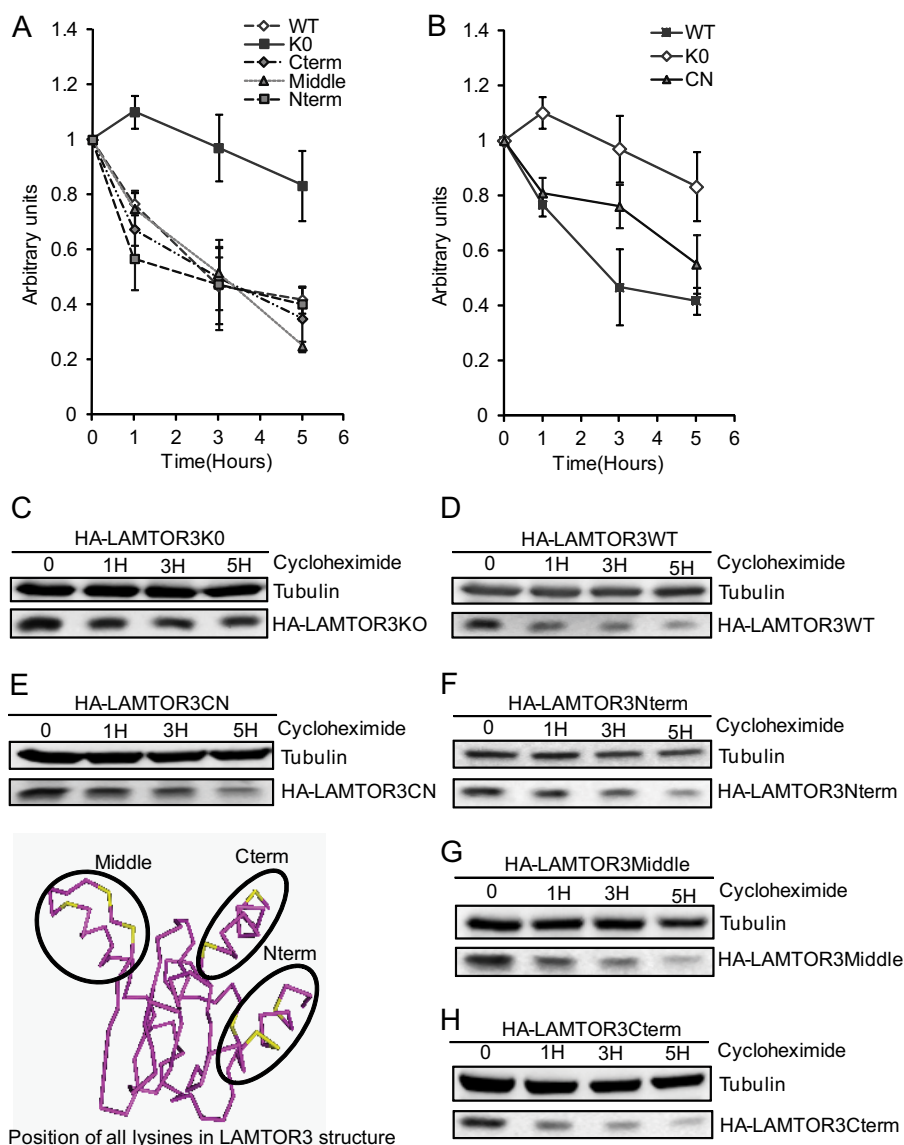 A
1.4
1.2
1
0.8
0.6
0.4
0.2
0
0 1 2 3 4 5 6
Arbitrary units
Time(Hours)
WT
K0
Cterm
Middle
Nterm
B
1.4
1.2
1
0.8
0.6
0.4
0.2
0
0 1 2 3 4 5 6
Arbitrary units
Time(Hours)
WT
K0
CN
C
HA-LAMTOR3K0
0 1H 3H 5H Cycloheximide
Tubulin
HA-LAMTOR3KO
D
HA-LAMTOR3WT
0 1H 3H 5H Cycloheximide
Tubulin
HA-LAMTOR3WT
E
HA-LAMTOR3CN
0 1H 3H 5H Cycloheximide
Tubulin
HA-LAMTOR3CN
F
HA-LAMTOR3Nterm
0 1H 3H 5H Cycloheximide
Tubulin
HA-LAMTOR3Nterm
Middle
Cterm
Nterm
Position of all lysines in LAMTOR3 structure
G
HA-LAMTOR3Middle
0 1H 3H 5H Cycloheximide
Tubulin
HA-LAMTOR3Middle
H
HA-LAMTOR3Cterm
0 1H 3H 5H Cycloheximide
Tubulin
HA-LAMTOR3Cterm